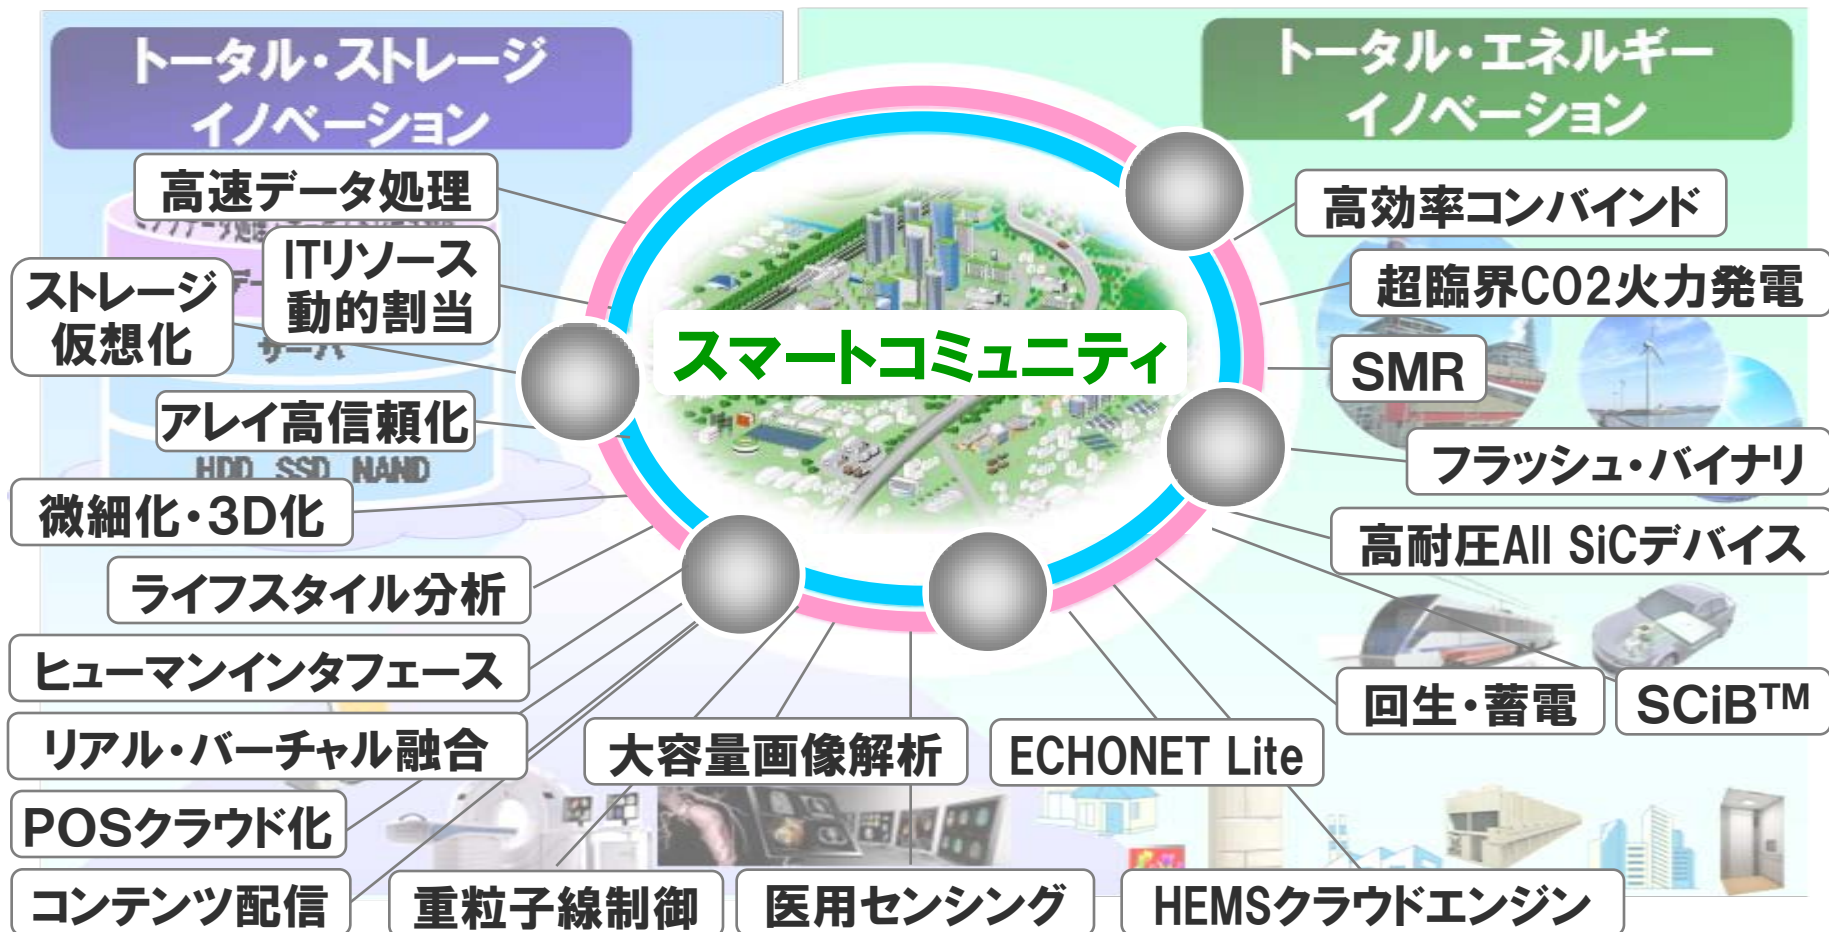 トータル・ストレージ
イノベーション
トータル・エネルギー
イノベーション
高速データ処理
ITリソース
動的割当
ストレージ
仮想化
サーバ
アレイ高信頼化
HDD SSD NAND
微細化・3D化
ライフスタイル分析
ヒューマンインタフェース
リアル・バーチャル融合
POSクラウド化
コンテンツ配信
スマートコミュニティ
高効率コンバインド
超臨界CO2火力発電
SMR
フラッシュ・バイナリ
高耐圧All SiCデバイス
回生・蓄電
SCiB™
大容量画像解析
ECHONET Lite
重粒子線制御
医用センシング
HEMSクラウドエンジン